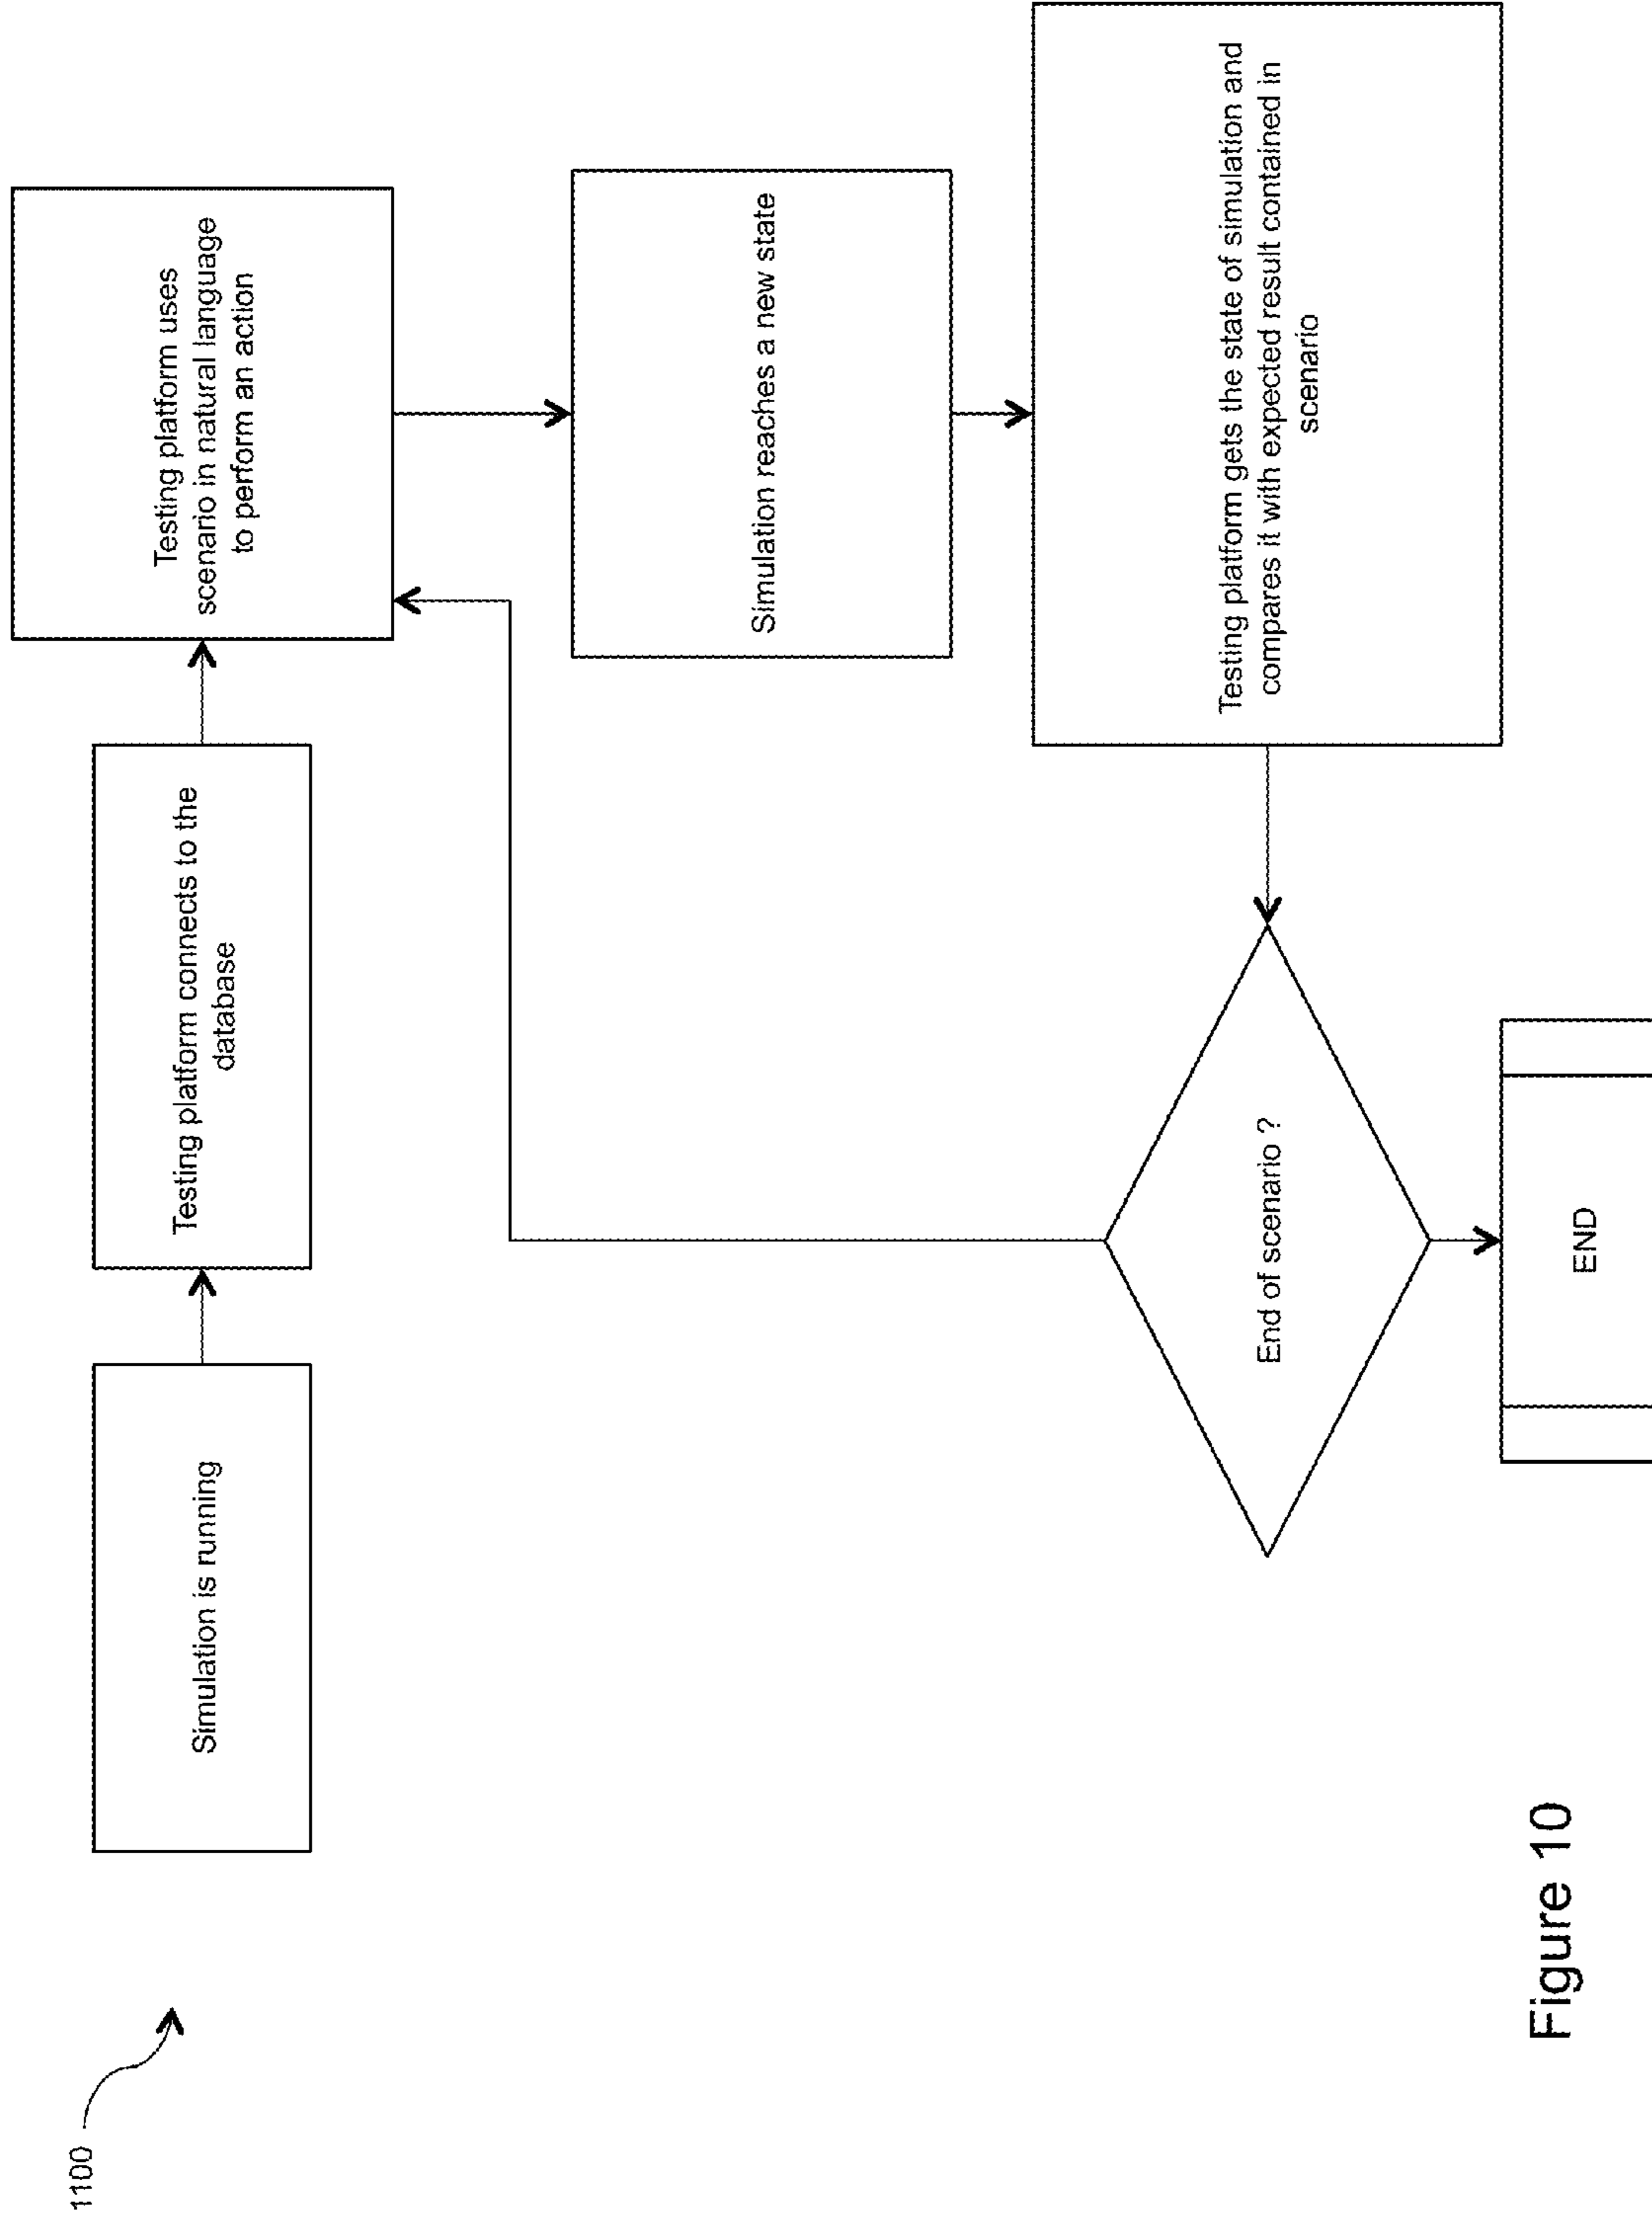 1100
Simulation is running
Testing platform connects to the
database
Testing platform uses
scenario in natural language
to perform an action
Simulation reaches a new state
Testing platform gets the state of simulation and
compares it with expected result contained in
scenario
End of scenario ?
END
Figure 10